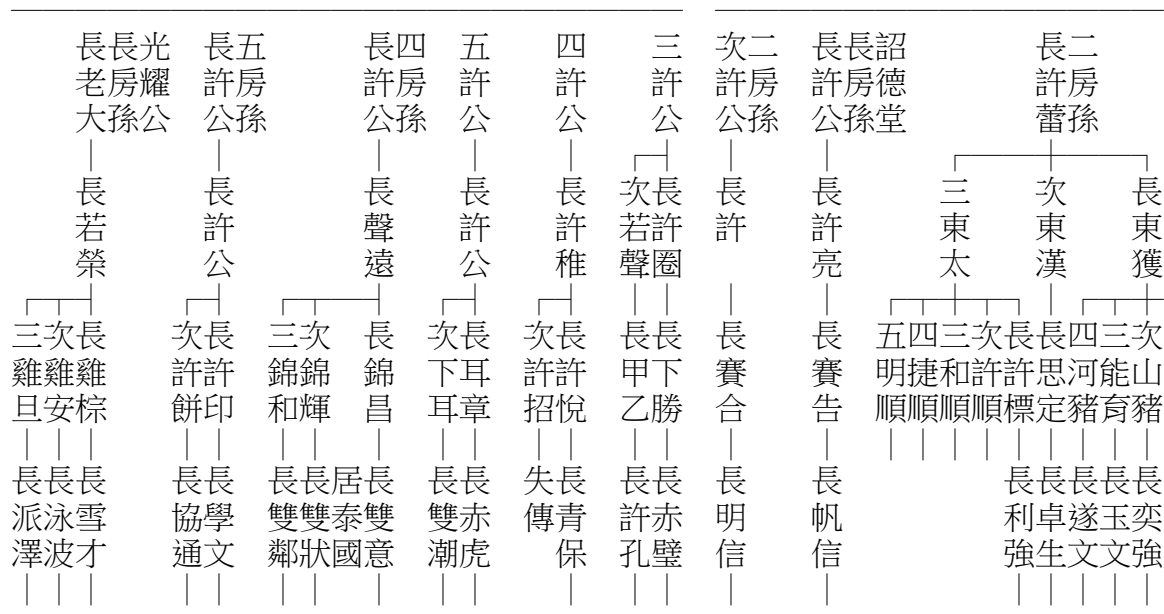 二房孫
長許蕾
詔德堂
長房孫
長許公
二房孫
次許公
三許公
四許公
五許公
四房孫
長許公
五房孫
長許公
光耀公
長房孫
長老大
長東獲
次東漢
三東太
長許亮
長許
長許圈
次若聲
長許稚
長許公
長聲遠
長許公
長若榮
次山豬
三能育
四河豬
長思定
長許標
次許順
三和順
四捷順
五明順
長賽告
長賽合
長下勝
長甲乙
長許悅
次許招
長耳章
次下耳
長錦昌
次錦輝
三錦和
長許印
次許餅
長雞棕
次雞安
三雞旦
長奕強
長玉文
長遂文
長卓生
長利強
長帆信
長明信
長赤璧
長許孔
長青保
失傳
長赤虎
長雙潮
長雙意
居泰國
長雙狀
長雙鄰
長學文
長協通
長雪才
長泳波
長派澤